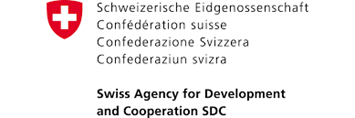 Schweizerische Eidgenossenschaft
Confédération suisse
Confederazione Svizzera
Confederaziun svizra
Swiss Agency for Development
and Cooperation SDC